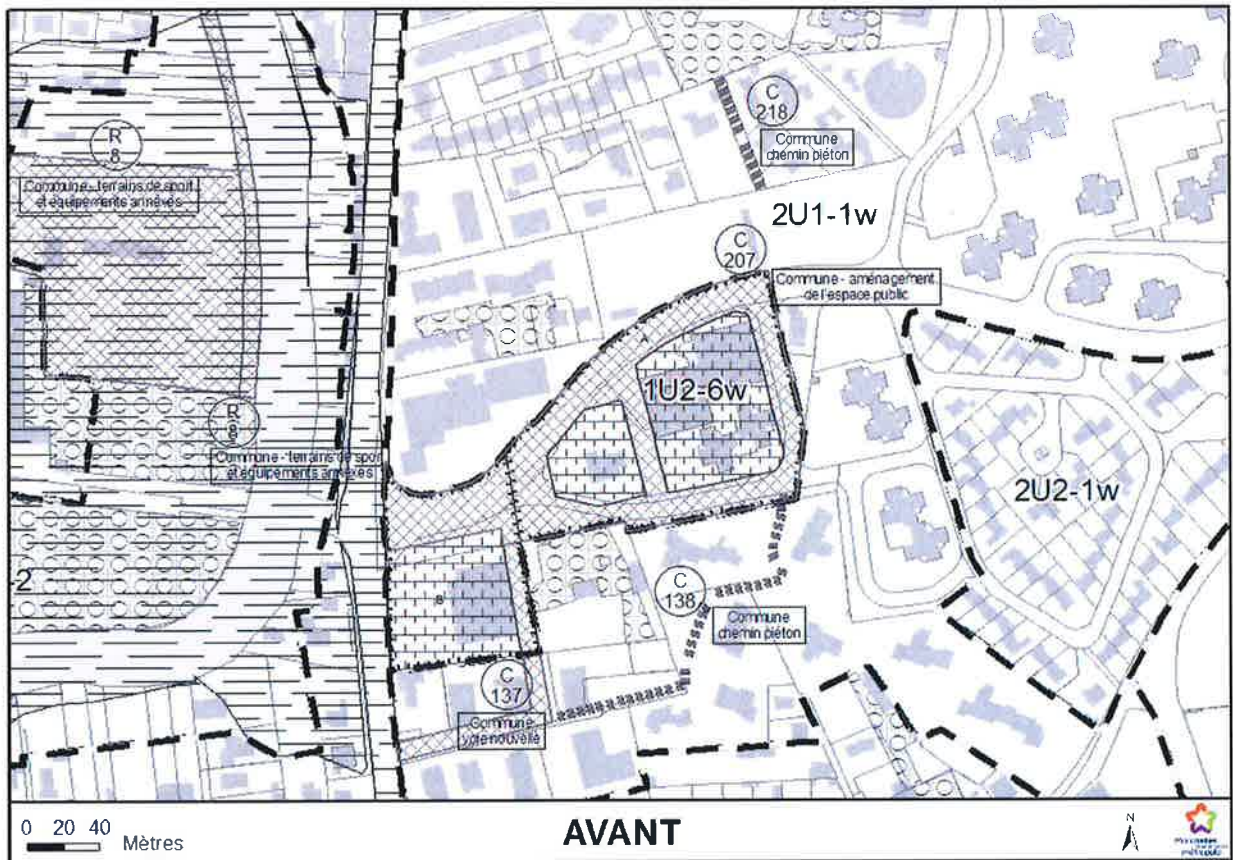 C
218
Commune
chemin piéton
R
8
Commune - terrains de sport
et équipements annexés
2U1-1w
C
207
Commune - aménagement
de l'espace public
1U2-6w
R
8
Commune - terrains de sport
et équipements annexés
2U2-1w
-2
C
138
Commune
chemin piéton
B
C
137
Commune
voie nouvelle
0 20 40
Mètres
AVANT
N
métropole